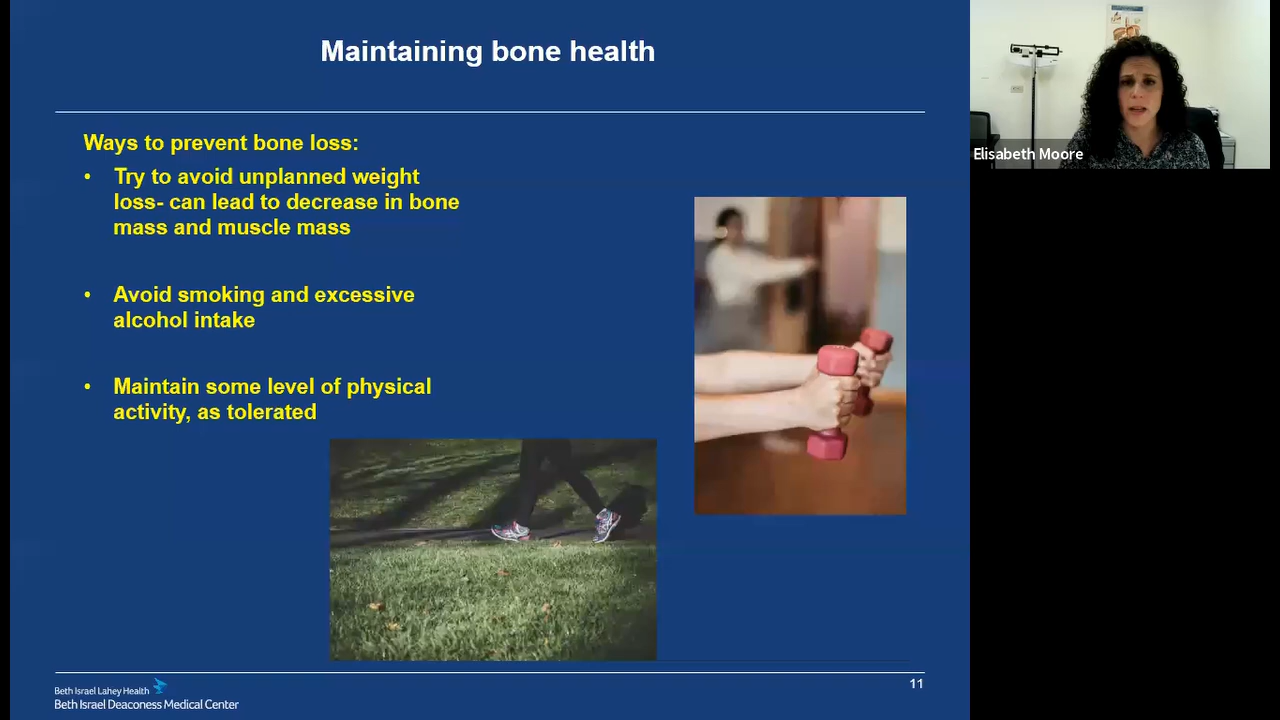 Maintaining bone health
Ways to prevent bone loss:
• Try to avoid unplanned weight
loss- can lead to decrease in bone
mass and muscle mass
• Avoid smoking and excessive
alcohol intake
• Maintain some level of physical
activity, as tolerated
Beth Israel Lahey Health
Beth Israel Deaconess Medical Center
11
Elisabeth Moore